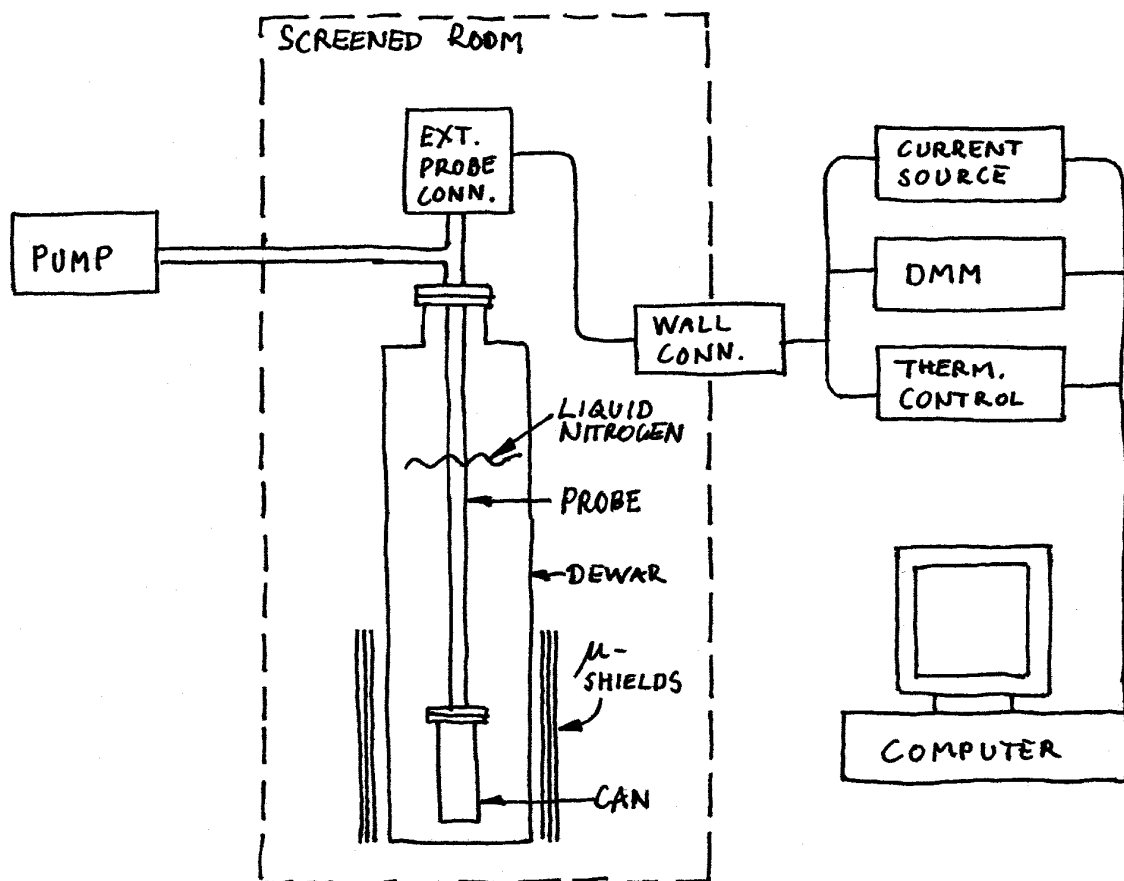 SCREENED ROOM
EXT.
PROBE
CONN.
PUMP
CURRENT
SOURCE
DMM
THERM.
CONTROL
WALL
CONN.
LIQUID
NITROGEN
PROBE
DEWAR
μ-
SHIELDS
CAN
COMPUTER